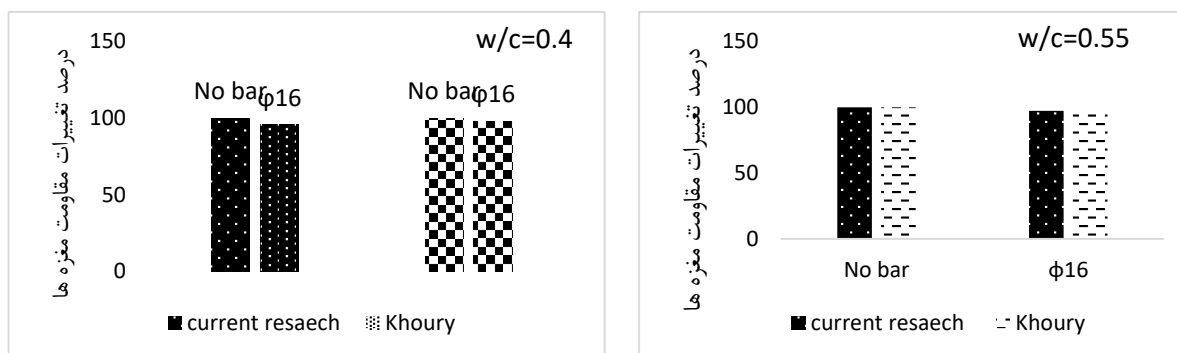 w/c=0.4
درصد تغییرات مقاومت مغزه ها
150
100
50
0
No bar φ16
No bar φ16
current resaech Khoury
w/c=0.55
درصد تغییرات مقاومت مغزه ها
150
100
50
0
No bar
φ16
current resaech Khoury